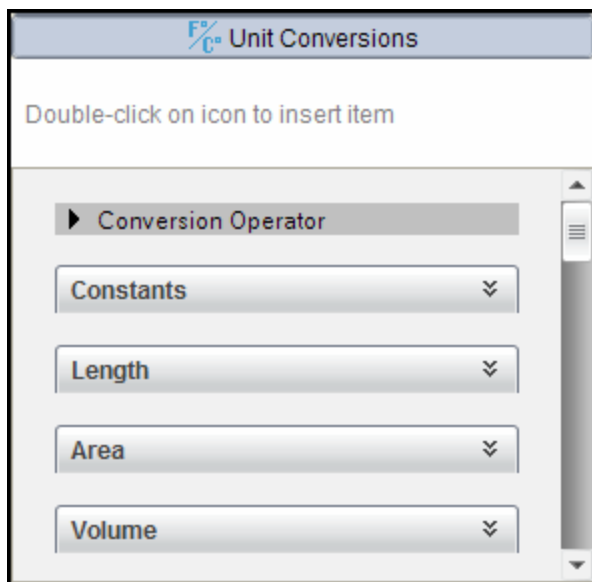 F°/C° Unit Conversions
Double-click on icon to insert item
Conversion Operator
Constants
Length
Area
Volume